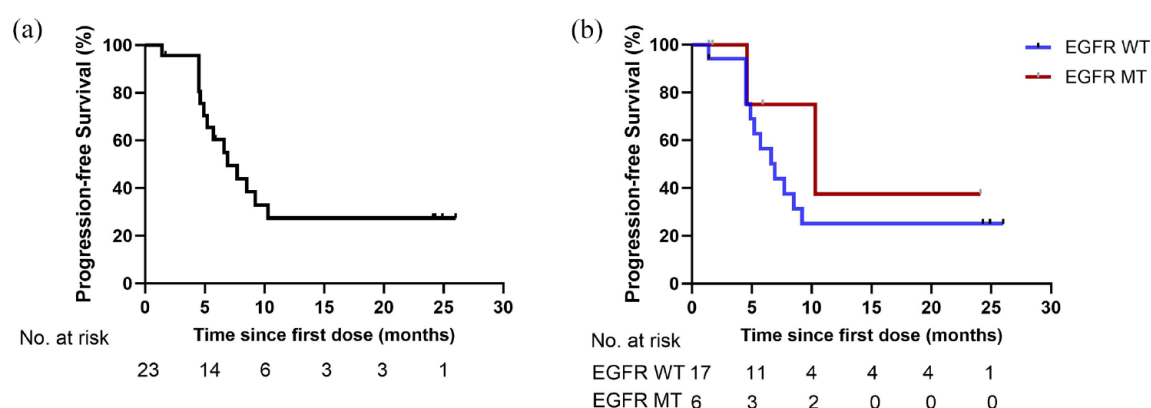 (a)
Progression-free Survival (%)
100
80
60
40
20
0
0 5 10 15 20 25 30
Time since first dose (months)
No. at risk
23 14 6 3 3 1
(b)
Progression-free Survival (%)
100
80
60
40
20
0
0 5 10 15 20 25 30
Time since first dose (months)
EGFR WT
EGFR MT
No. at risk
EGFR WT 17 11 4 4 4 1
EGFR MT 6 3 2 0 0 0